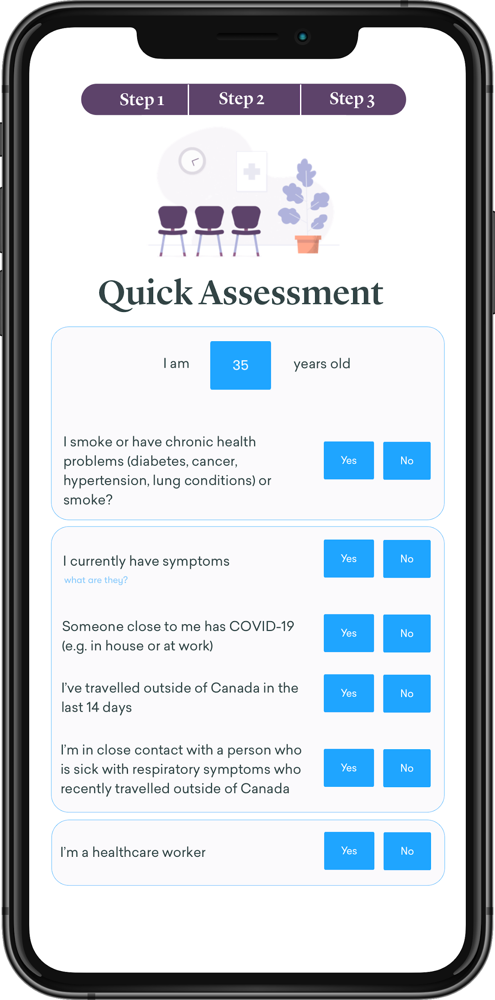 Step 1 Step 2 Step 3
Quick Assessment
I am 35 years old
I smoke or have chronic health
problems (diabetes, cancer,
hypertension, lung conditions) or
smoke?
Yes No
I currently have symptoms
what are they?
Yes No
Someone close to me has COVID-19
(e.g. in house or at work)
Yes No
I've travelled outside of Canada in the
last 14 days
Yes No
I'm in close contact with a person who
is sick with respiratory symptoms who
recently travelled outside of Canada
Yes No
I'm a healthcare worker
Yes No